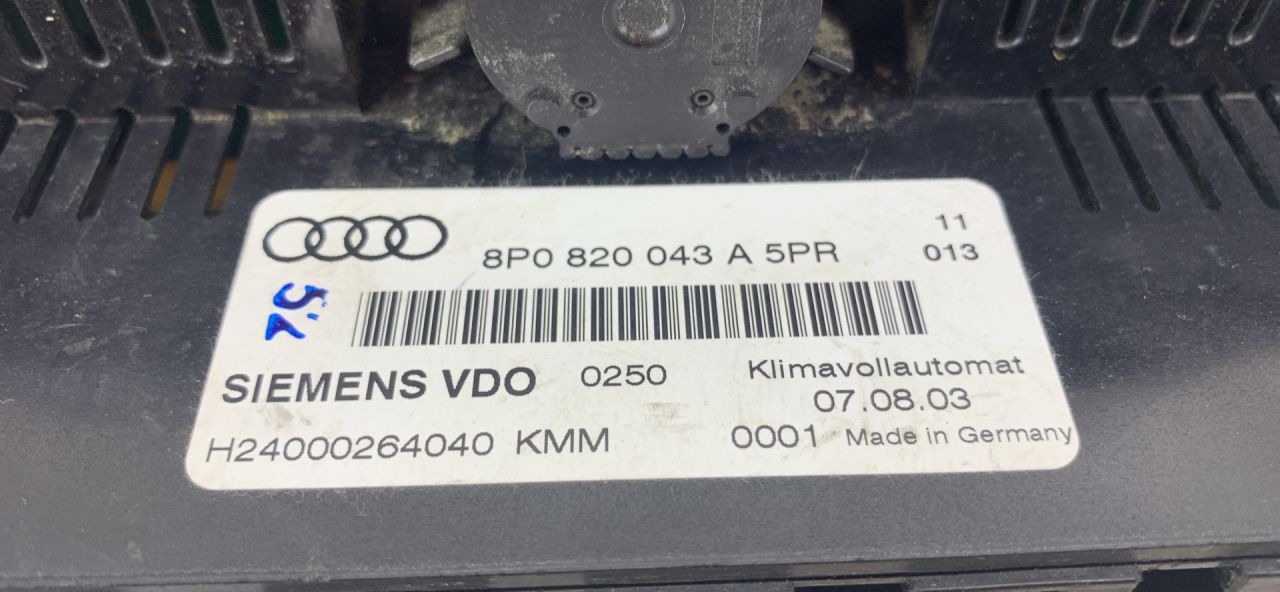 8P0 820 043 A 5PR
11
013
SIEMENS VDO 0250
Klimavollautomat
07.08.03
H24000264040 KMM
0001 Made in Germany